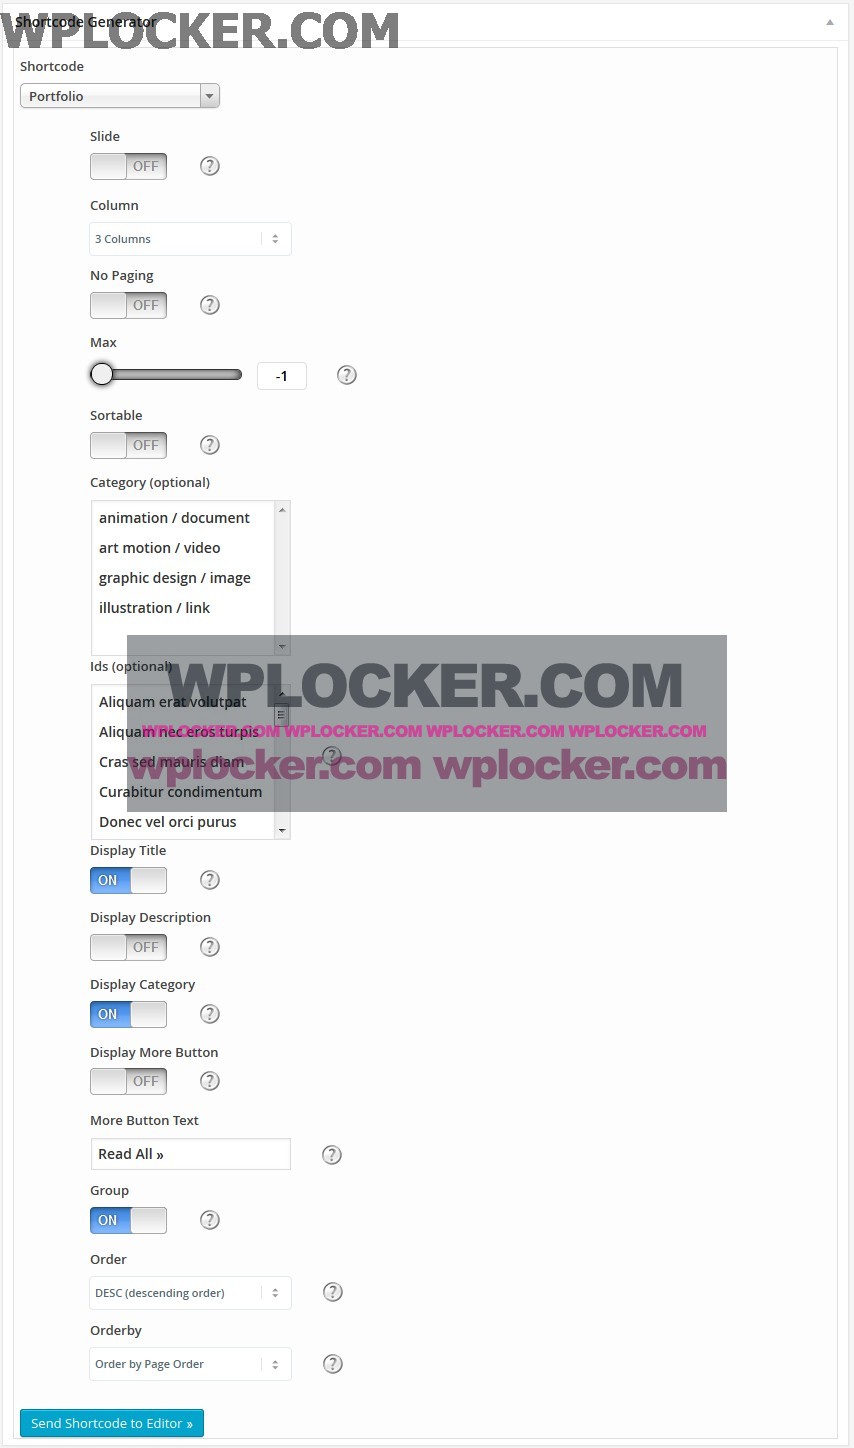 Shortcode Generator
WPLOCKER.COM
Shortcode
Portfolio
Slide
OFF
?
Column
3 Columns
No Paging
OFF
?
Max
-1
?
Sortable
OFF
?
Category (optional)
animation / document
art motion / video
graphic design / image
illustration / link
Ids (optional)
WPLOCKER.COM
Aliquam erat volutpat
Aliquam nec eros turpis
WPLOCKER.COM WPLOCKER.COM WPLOCKER.COM WPLOCKER.COM
?
Cras sed mauris diam
wplocker.com wplocker.com
Curabitur condimentum
Donec vel orci purus
Display Title
ON
?
Display Description
OFF
?
Display Category
ON
?
Display More Button
OFF
?
More Button Text
Read All »
?
Group
ON
?
Order
DESC (descending order)
?
Orderby
Order by Page Order
?
Send Shortcode to Editor »